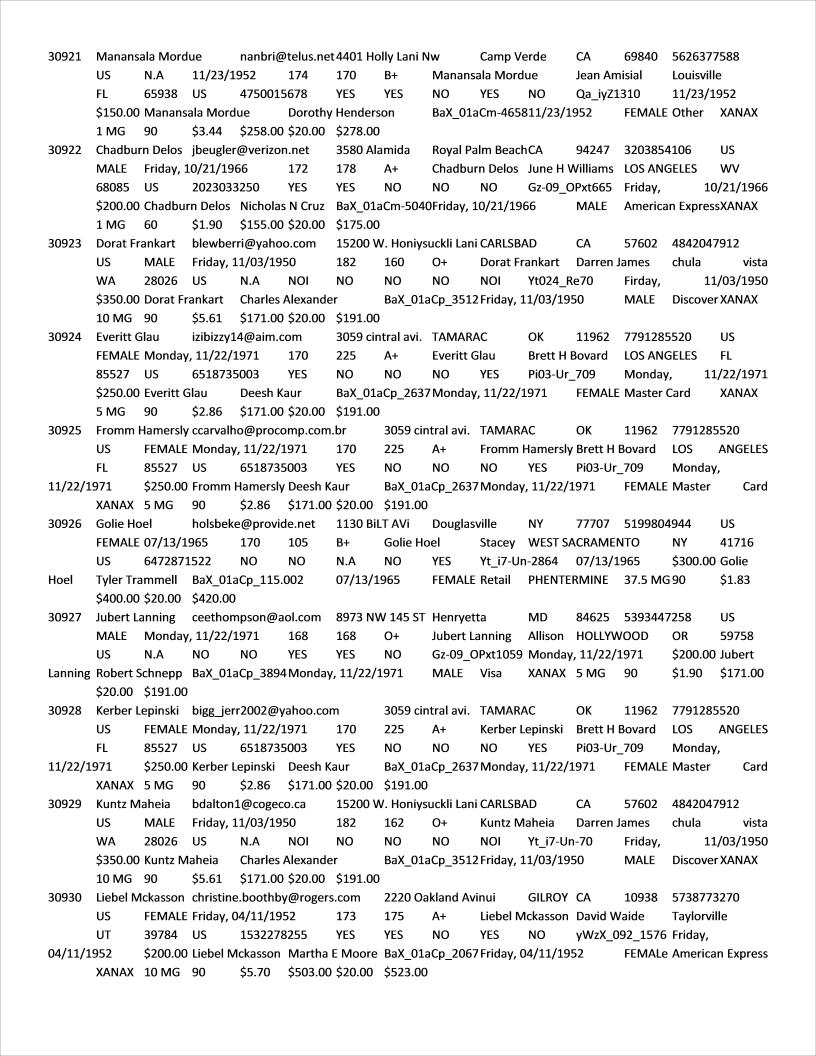 30921 Manansala Mordue nanbri@telus.net 4401 Holly Lani Nw Camp Verde CA 69840 5626377588
US N.A 11/23/1952 174 170 B+ Manansala Mordue Jean Amisial Louisville
FL 65938 US 4750015678 YES YES NO YES NO Qa_iyZ1310 11/23/1952
$150.00 Manansala Mordue Dorothy Henderson BaX_01aCm-465811/23/1952 FEMALE Other XANAX
1 MG 90 $3.44 $258.00 $20.00 $278.00
30922 Chadburn Delos jbeugler@verizon.net 3580 Alamida Royal Palm BeachCA 94247 3203854106 US
MALE Friday, 10/21/1966 172 178 A+ Chadburn Delos June H Williams LOS ANGELES WV
68085 US 2023033250 YES YES NO NO NO Gz-09_OPxt665 Friday, 10/21/1966
$200.00 Chadburn Delos Nicholas N Cruz BaX_01aCm-5040Friday, 10/21/1966 MALE American ExpressXANAX
1 MG 60 $1.90 $155.00 $20.00 $175.00
30923 Dorat Frankart blewberri@yahoo.com 15200 W. Honiysuckli Lani CARLSBAD CA 57602 4842047912
US MALE Friday, 11/03/1950 182 160 O+ Dorat Frankart Darren James chula vista
WA 28026 US N.A NOI NO NO NO NOI Yt024_Re70 Firday, 11/03/1950
$350.00 Dorat Frankart Charles Alexander BaX_01aCp_3512 Friday, 11/03/1950 MALE Discover XANAX
10 MG 90 $5.61 $171.00 $20.00 $191.00
30924 Everitt Glau izibizzy14@aim.com 3059 cintral avi. TAMARAC OK 11962 7791285520 US
FEMALE Monday, 11/22/1971 170 225 A+ Everitt Glau Brett H Bovard LOS ANGELES FL
85527 US 6518735003 YES NO NO NO YES Pi03-Ur_709 Monday, 11/22/1971
$250.00 Everitt Glau Deesh Kaur BaX_01aCp_2637 Monday, 11/22/1971 FEMALE Master Card XANAX
5 MG 90 $2.86 $171.00 $20.00 $191.00
30925 Fromm Hamersly ccarvalho@procomp.com.br 3059 cintral avi. TAMARAC OK 11962 7791285520
US FEMALE Monday, 11/22/1971 170 225 A+ Fromm Hamersly Brett H Bovard LOS ANGELES
FL 85527 US 6518735003 YES NO NO NO YES Pi03-Ur_709 Monday,
11/22/1971 $250.00 Fromm Hamersly Deesh Kaur BaX_01aCp_2637 Monday, 11/22/1971 FEMALE Master Card
XANAX 5 MG 90 $2.86 $171.00 $20.00 $191.00
30926 Golie Hoel holsbeke@provide.net 1130 BiLT AVi Douglasville NY 77707 5199804944 US
FEMALE 07/13/1965 170 105 B+ Golie Hoel Stacey WEST SACRAMENTO NY 41716
US 6472871522 NO NO N.A NO YES Yt_i7-Un-2864 07/13/1965 $300.00 Golie
Hoel Tyler Trammell BaX_01aCp_115.002 07/13/1965 FEMALE Retail PHENTERMINE 37.5 MG 90 $1.83
$400.00 $20.00 $420.00
30927 Jubert Lanning ceethompson@aol.com 8973 NW 145 ST Henryetta MD 84625 5393447258 US
MALE Monday, 11/22/1971 168 168 O+ Jubert Lanning Allison HOLLYWOOD OR 59758
US N.A NO NO YES YES NO Gz-09_OPxt1059 Monday, 11/22/1971 $200.00 Jubert
Lanning Robert Schnepp BaX_01aCp_3894 Monday, 11/22/1971 MALE Visa XANAX 5 MG 90 $1.90 $171.00
$20.00 $191.00
30928 Kerber Lepinski bigg_jerr2002@yahoo.com 3059 cintral avi. TAMARAC OK 11962 7791285520
US FEMALE Monday, 11/22/1971 170 225 A+ Kerber Lepinski Brett H Bovard LOS ANGELES
FL 85527 US 6518735003 YES NO NO NO YES Pi03-Ur_709 Monday,
11/22/1971 $250.00 Kerber Lepinski Deesh Kaur BaX_01aCp_2637 Monday, 11/22/1971 FEMALE Master Card
XANAX 5 MG 90 $2.86 $171.00 $20.00 $191.00
30929 Kuntz Maheia bdalton1@cogeco.ca 15200 W. Honiysuckli Lani CARLSBAD CA 57602 4842047912
US MALE Friday, 11/03/1950 182 162 O+ Kuntz Maheia Darren James chula vista
WA 28026 US N.A NOI NO NO NO NOI Yt_i7-Un-70 Friday, 11/03/1950
$350.00 Kuntz Maheia Charles Alexander BaX_01aCp_3512 Friday, 11/03/1950 MALE Discover XANAX
10 MG 90 $5.61 $171.00 $20.00 $191.00
30930 Liebel Mckasson christine.boothby@rogers.com 2220 Oakland Avinui GILROY CA 10938 5738773270
US FEMALE Friday, 04/11/1952 173 175 A+ Liebel Mckasson David Waide Taylorville
UT 39784 US 1532278255 YES YES NO YES NO yWzX_092_1576 Friday,
04/11/1952 $200.00 Liebel Mckasson Martha E Moore BaX_01aCp_2067 Friday, 04/11/1952 FEMALe American Express
XANAX 10 MG 90 $5.70 $503.00 $20.00 $523.00